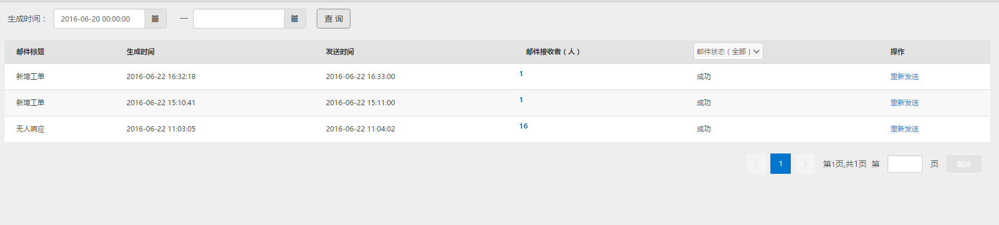 生成时间： 2016-06-20 00:00:00 — 查 询
邮件标题 生成时间 发送时间 邮件接收者（人） 邮件状态（全部） 操作
新增工单 2016-06-22 16:32:18 2016-06-22 16:33:00 1 成功 重新发送
新增工单 2016-06-22 15:10:41 2016-06-22 15:11:00 1 成功 重新发送
无人响应 2016-06-22 11:03:05 2016-06-22 11:04:02 16 成功 重新发送
1 第1页,共1页 第 页 跳转